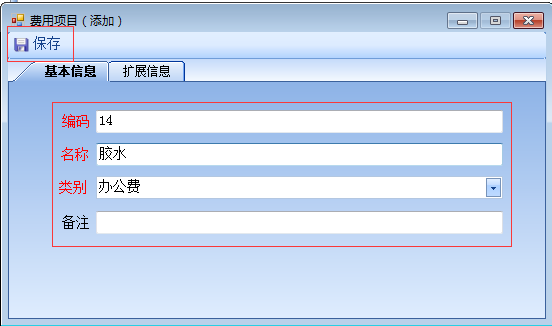 费用项目（添加）
保存
基本信息 扩展信息
编码 14
名称 胶水
类别 办公费
备注